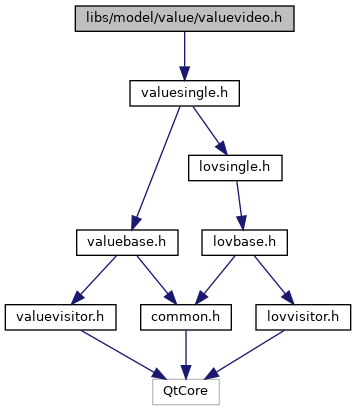 libs/model/value/valuevideo.h
valuesingle.h
lovsingle.h
valuebase.h
lovbase.h
valuevisitor.h
common.h
lovvisitor.h
QtCore